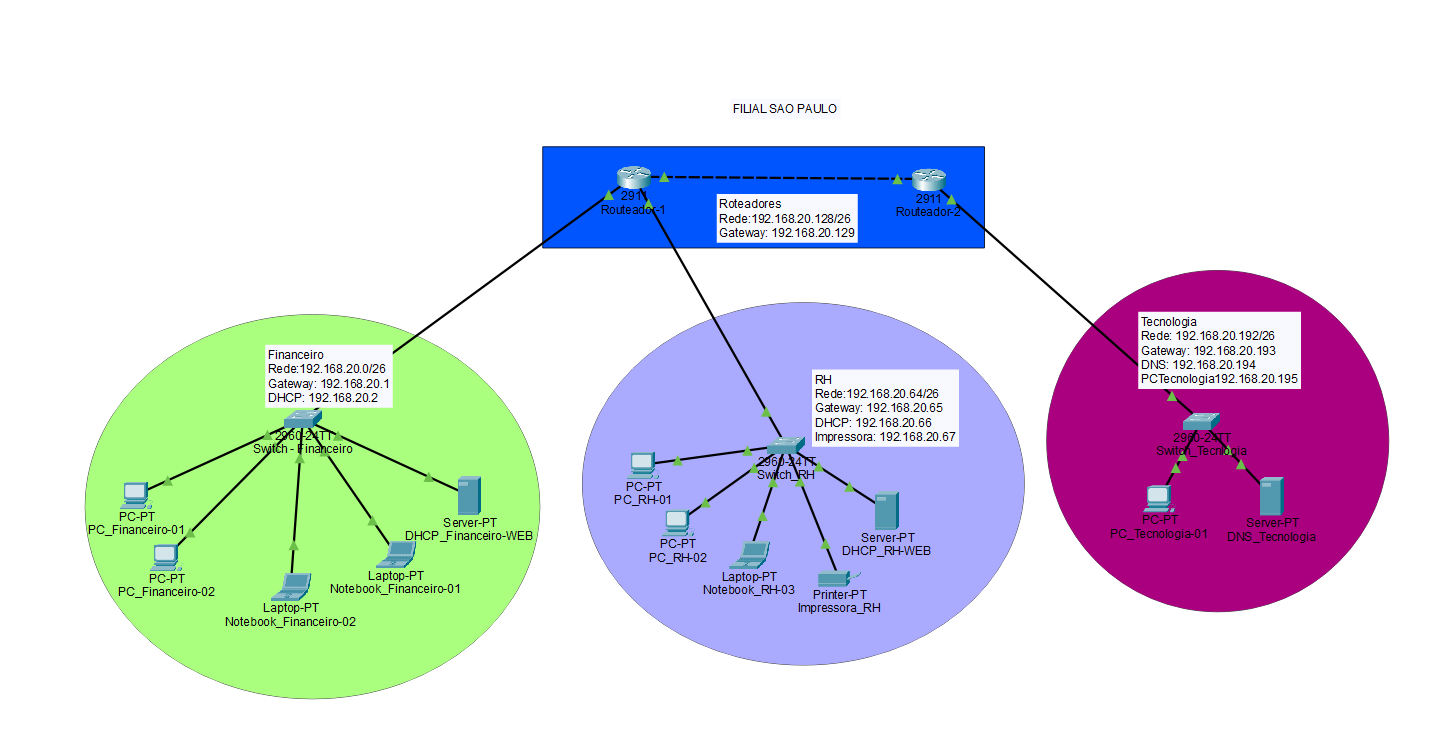 FILIAL SAO PAULO
2911
Routeador-1
Roteadores
Rede:192.168.20.128/26
Gateway: 192.168.20.129
2911
Routeador-2
Financeiro
Rede:192.168.20.0/26
Gateway: 192.168.20.1
DHCP: 192.168.20.2
2960-24TT
Switch - Financeiro
PC-PT
PC_Financeiro-01
PC-PT
PC_Financeiro-02
Laptop-PT
Notebook_Financeiro-02
Laptop-PT
Notebook_Financeiro-01
Server-PT
DHCP_Financeiro-WEB
RH
Rede:192.168.20.64/26
Gateway: 192.168.20.65
DHCP: 192.168.20.66
Impressora: 192.168.20.67
2960-24TT
Switch_RH
PC-PT
PC_RH-01
PC-PT
PC_RH-02
Laptop-PT
Notebook_RH-03
Printer-PT
Impressora_RH
Server-PT
DHCP_RH-WEB
Tecnologia
Rede: 192.168.20.192/26
Gateway: 192.168.20.193
DNS: 192.168.20.194
PCTecnologia192.168.20.195
2960-24TT
Switch_Tecnogia
PC-PT
PC_Tecnologia-01
Server-PT
DNS_Tecnologia